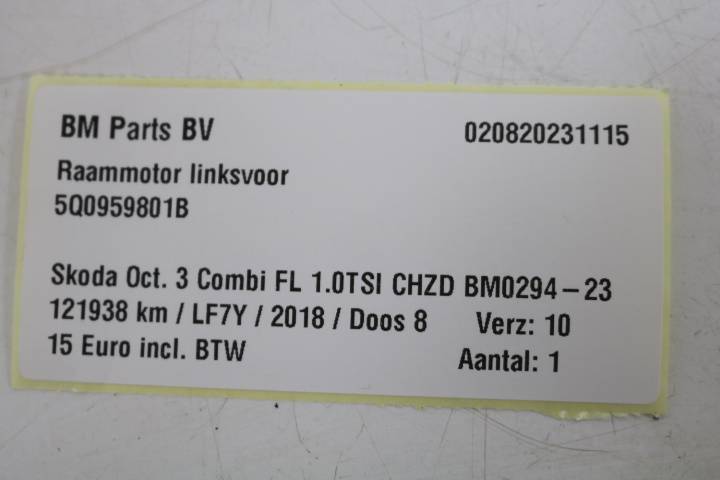 BM Parts BV 020820231115
Raammotor linksvoor
5Q0959801B
Skoda Oct. 3 Combi FL 1.0TSI CHZD BM0294-23
121938 km / LF7Y / 2018 / Doos 8 Verz: 10
15 Euro incl. BTW Aantal: 1